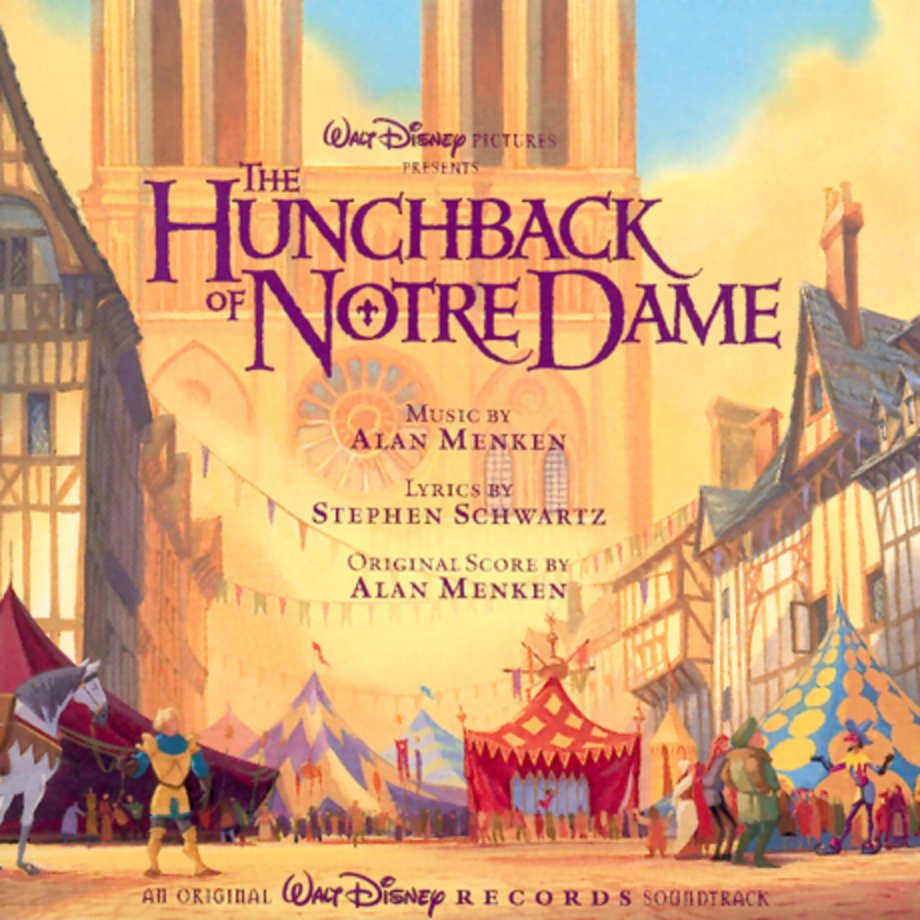 Walt Disney PICTURES
PRESENTS
THE
HUNCHBACK
OF NOTRE DAME
MUSIC BY
ALAN MENKEN
LYRICS BY
STEPHEN SCHWARTZ
ORIGINAL SCORE BY
ALAN MENKEN
AN ORIGINAL Walt Disney RECORDS SOUNDTRACK